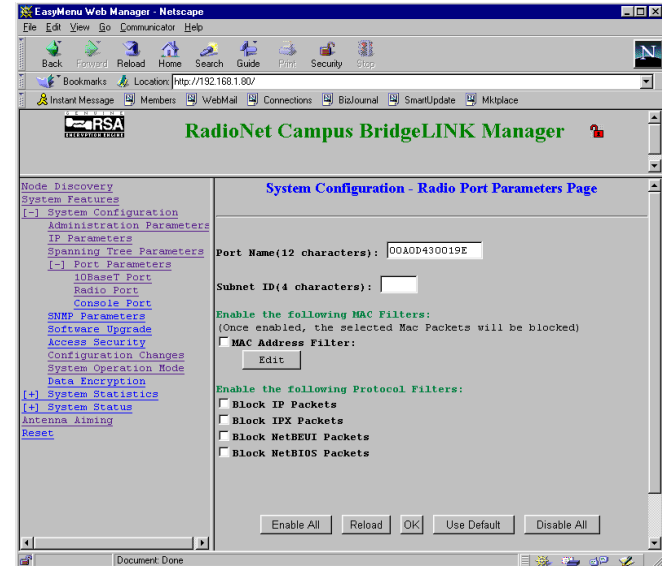 EasyMenu Web Manager - Netscape
File Edit View Go Communicator Help
Back Forward Reload Home Search Guide Print Security Stop
N
Bookmarks Location: http://192.168.1.80/
Instant Message Members WebMail Connections BizJournal SmartUpdate Mktplace
GENUINE
RSA
ENCRYPTION ENGINE
RadioNet Campus BridgeLINK Manager
Node Discovery
System Features
[-] System Configuration
Administration Parameters
IP Parameters
Spanning Tree Parameters
[-] Port Parameters
10BaseT Port
Radio Port
Console Port
SNMP Parameters
Software Upgrade
Access Security
Configuration Changes
System Operation Mode
Data Encryption
[+] System Statistics
[+] System Status
Antenna Aiming
Reset
System Configuration - Radio Port Parameters Page
Port Name(12 characters): 00A0D430019E
Subnet ID(4 characters):
Enable the following MAC Filters:
(Once enabled, the selected Mac Packets will be blocked)
MAC Address Filter:
Edit
Enable the following Protocol Filters:
Block IP Packets
Block IPX Packets
Block NetBEUI Packets
Block NetBIOS Packets
Enable All Reload OK Use Default Disable All
Document: Done